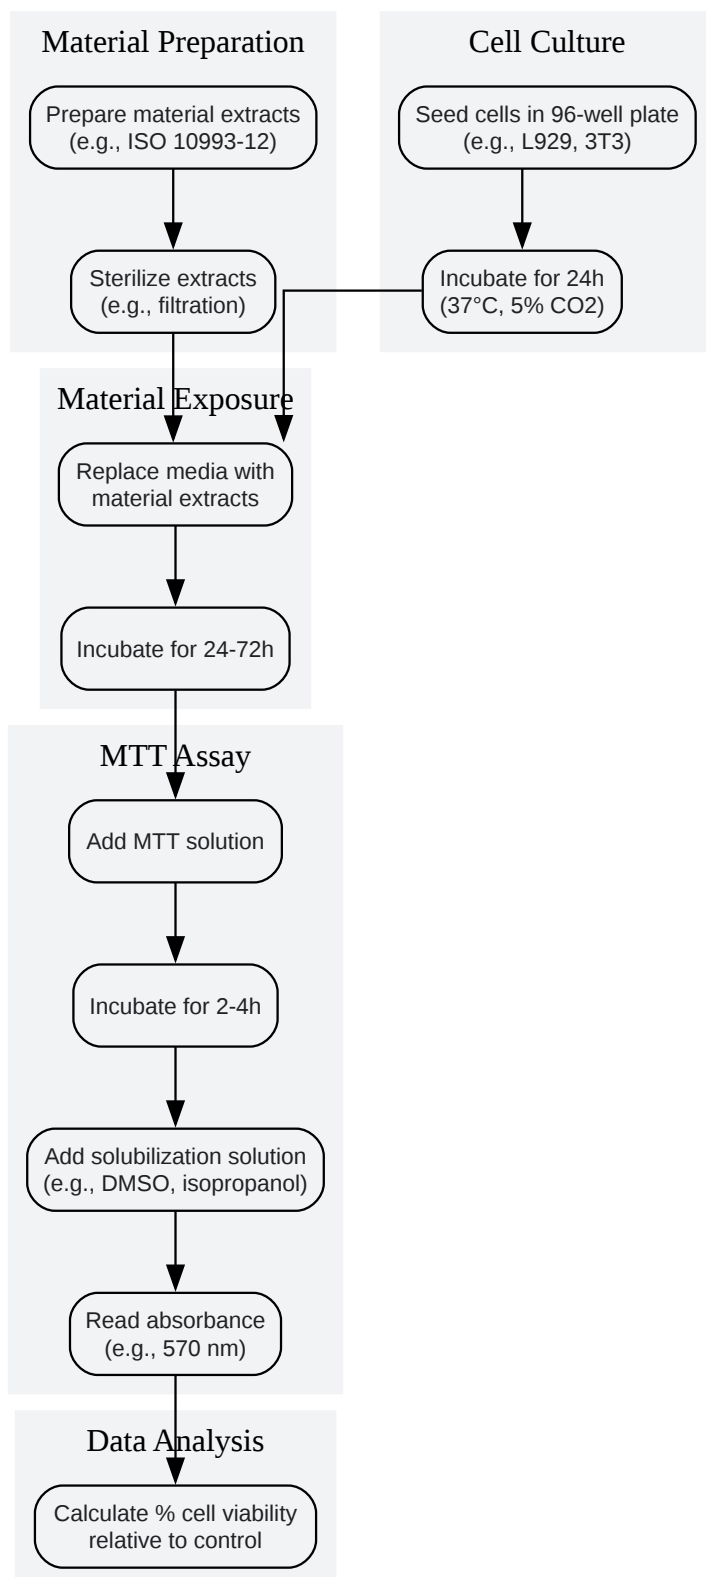 Material Preparation
Prepare material extracts
(e.g., ISO 10993-12)
Sterilize extracts
(e.g., filtration)
Cell Culture
Seed cells in 96-well plate
(e.g., L929, 3T3)
Incubate for 24h
(37°C, 5% CO2)
Material Exposure
Replace media with
material extracts
Incubate for 24-72h
MTT Assay
Add MTT solution
Incubate for 2-4h
Add solubilization solution
(e.g., DMSO, isopropanol)
Read absorbance
(e.g., 570 nm)
Data Analysis
Calculate % cell viability
relative to control